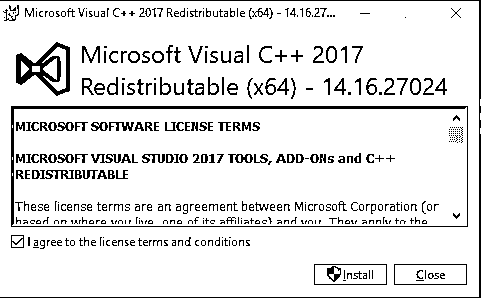 Microsoft Visual C++ 2017 Redistributable (x64) - 14.16.27...
Microsoft Visual C++ 2017
Redistributable (x64) - 14.16.27024
MICROSOFT SOFTWARE LICENSE TERMS
MICROSOFT VISUAL STUDIO 2017 TOOLS, ADD-ONs and C++
REDISTRIBUTABLE
These license terms are an agreement between Microsoft Corporation (or
based on where you live, one of its affiliates) and you. They apply to the
I agree to the license terms and conditions
Install
Close